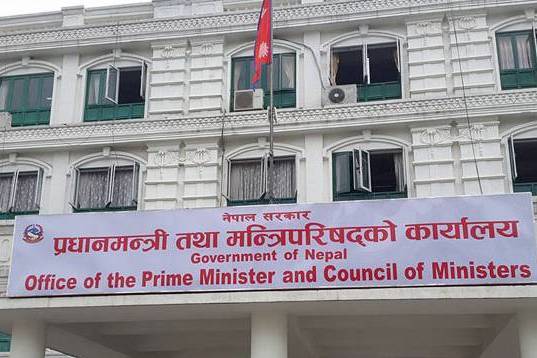 नेपाल सरकार
प्रधानमन्त्री तथा मन्त्रिपरिषद्को कार्यालय
Government of Nepal
Office of the Prime Minister and Council of Ministers